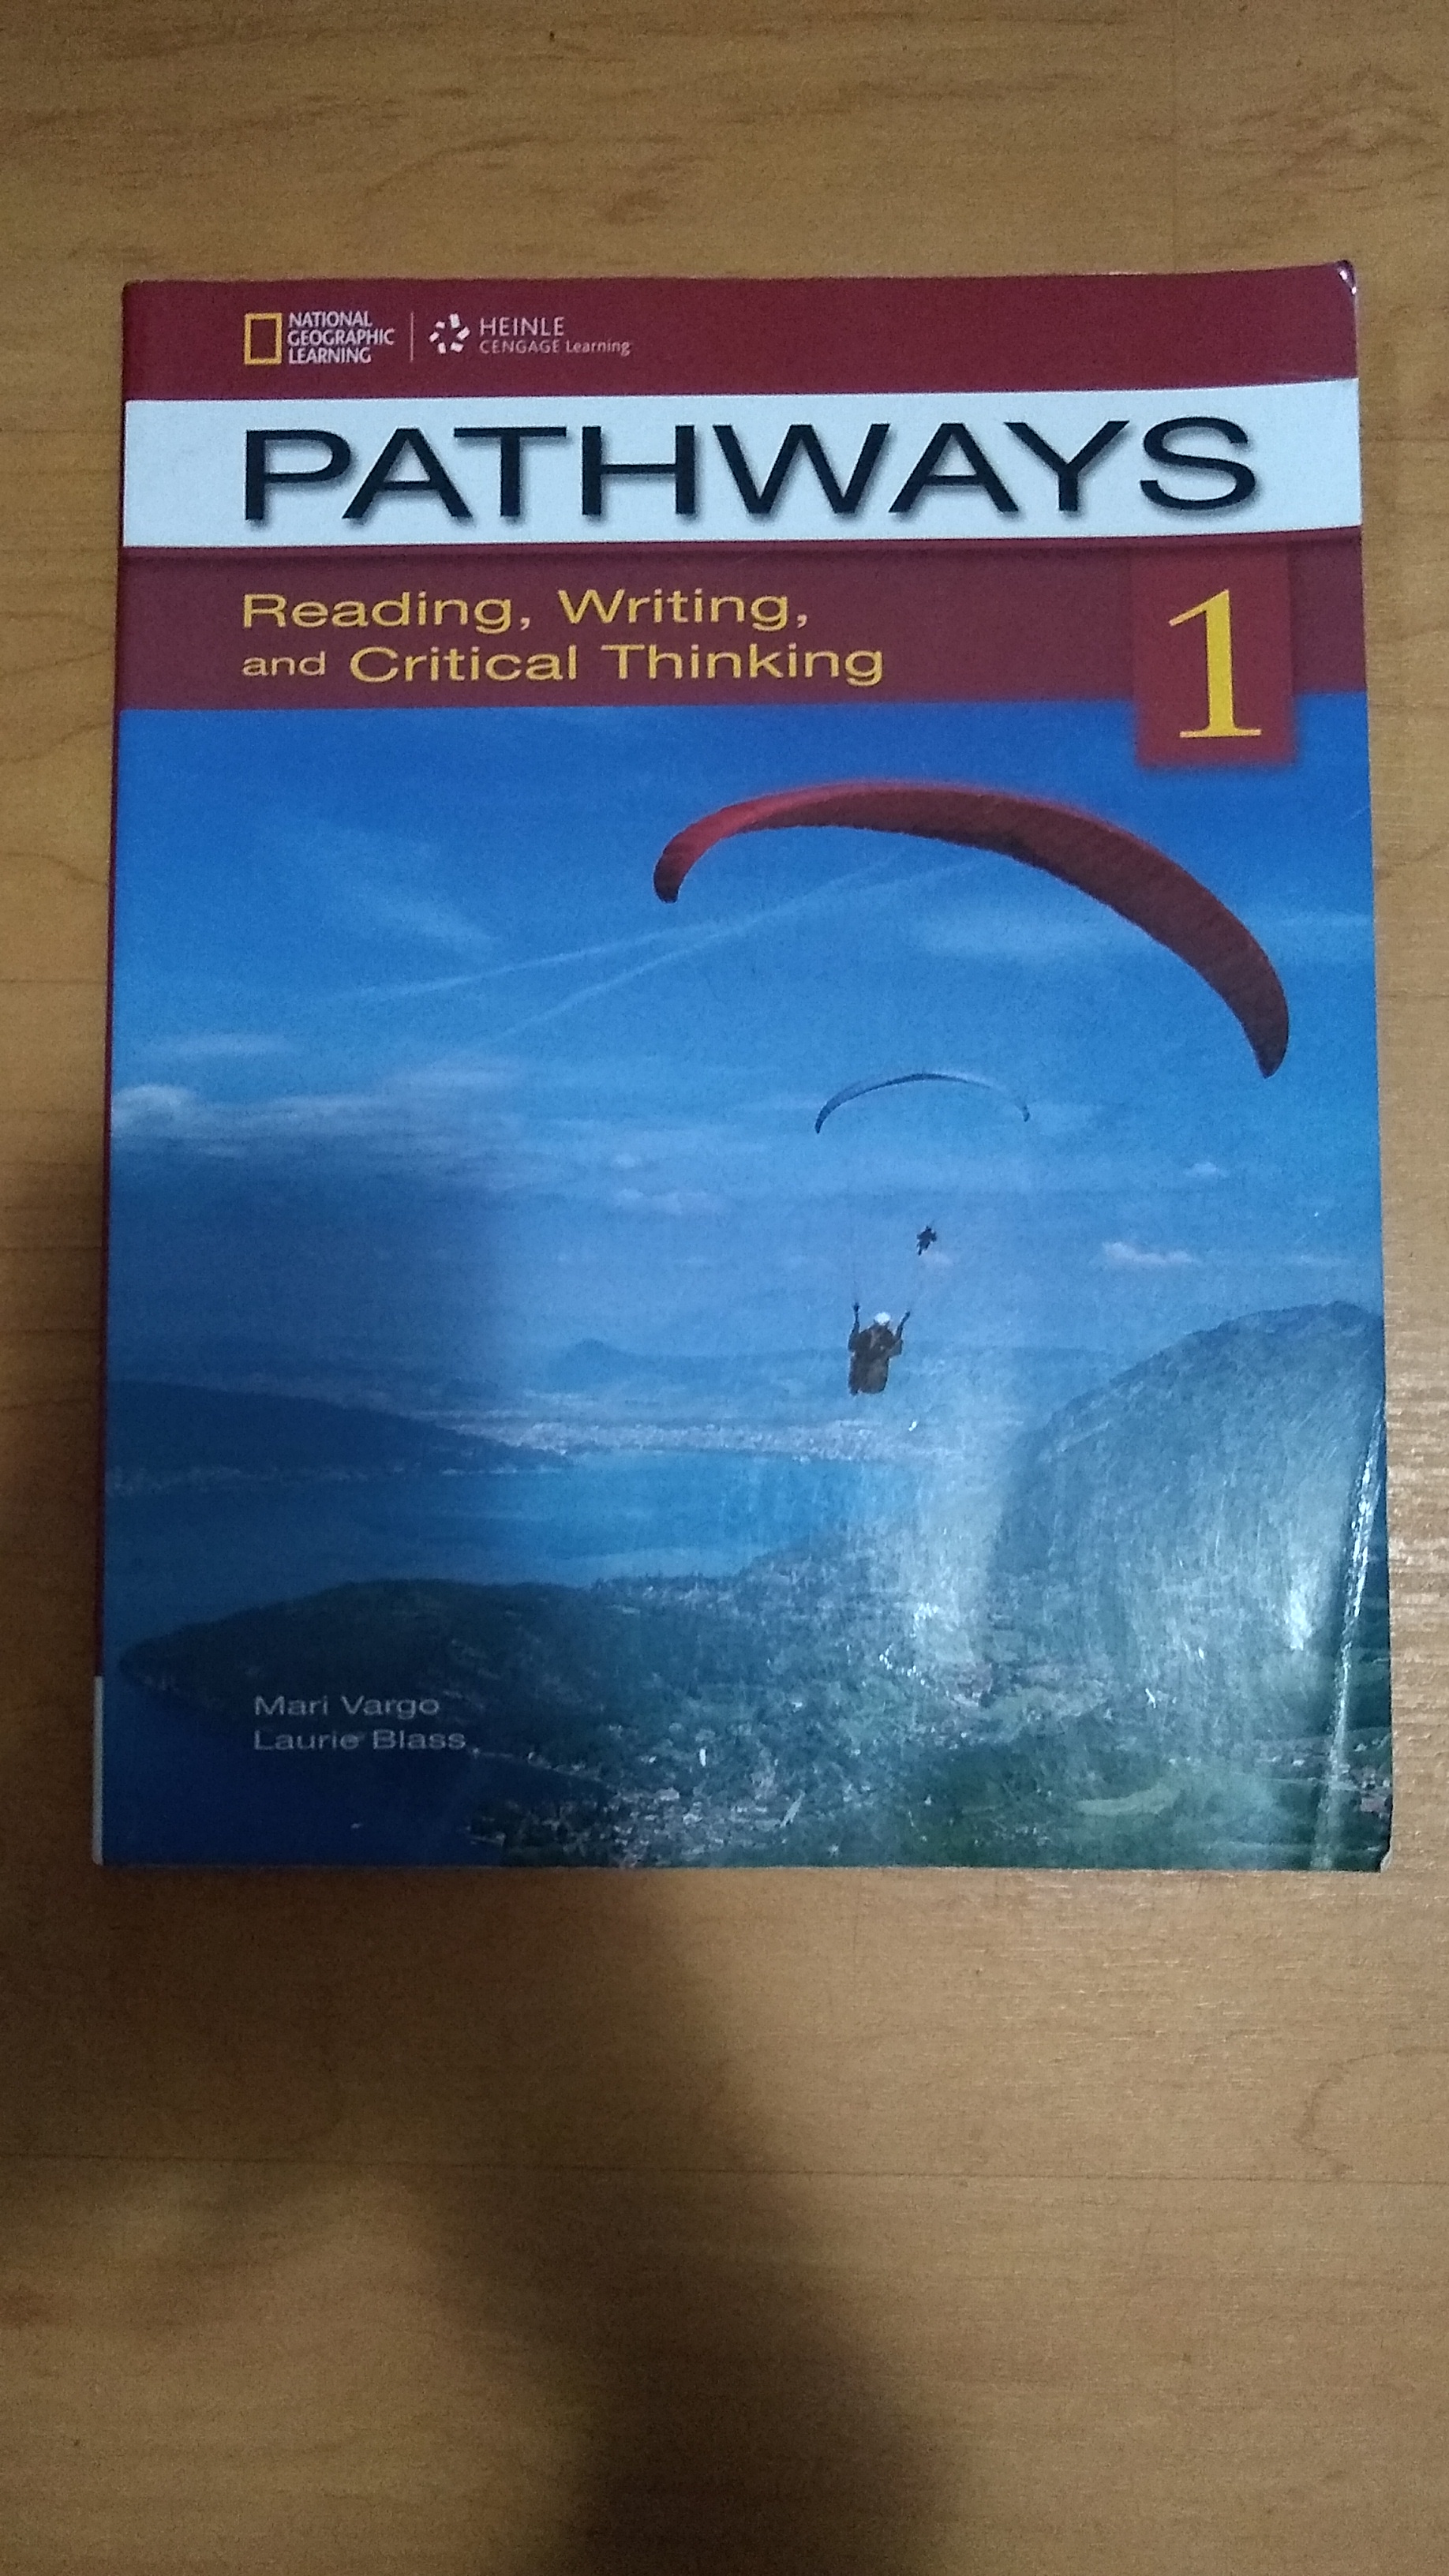 NATIONAL
GEOGRAPHIC
LEARNING
HEINLE
CENGAGE Learning
PATHWAYS
Reading, Writing,
and Critical Thinking
1
Mari Vargo
Laurie Blass